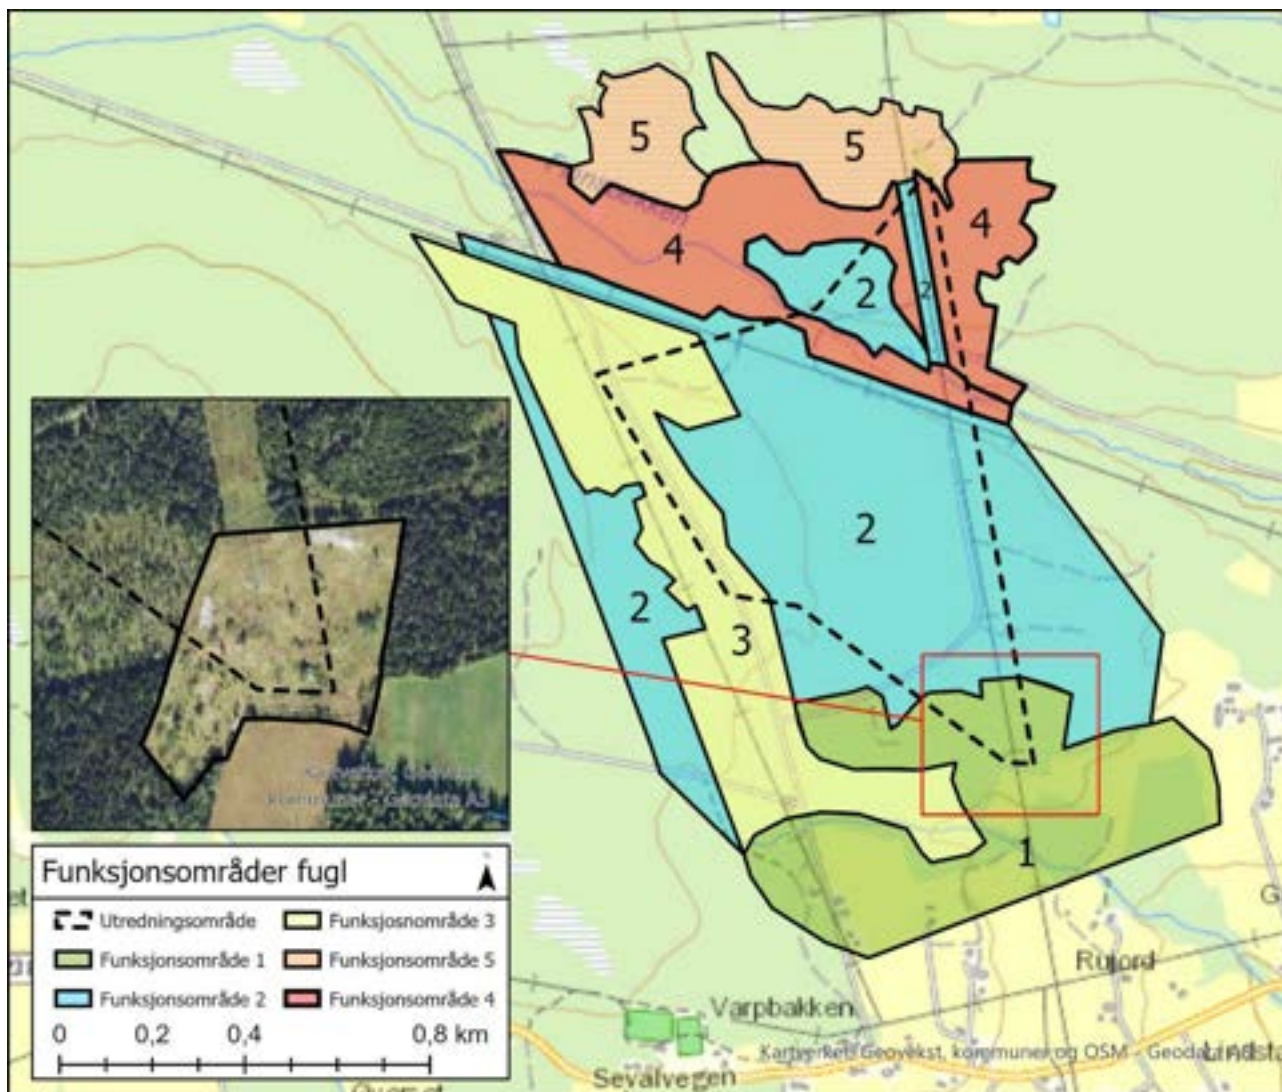 5
5
4
4
2
2
2
2
3
1
Funksjonsområder fugl
Utredningsområde
Funksjosnområde 3
Funksjonsområde 1
Funksjonsområde 5
Funksjonsområde 2
Funksjonsområde 4
0 0,2 0,4 0,8 km
Rujord
Varpbakken
Kartverket, Geovekst, kommuner og OSM - Geodata AS
Sevalvegen